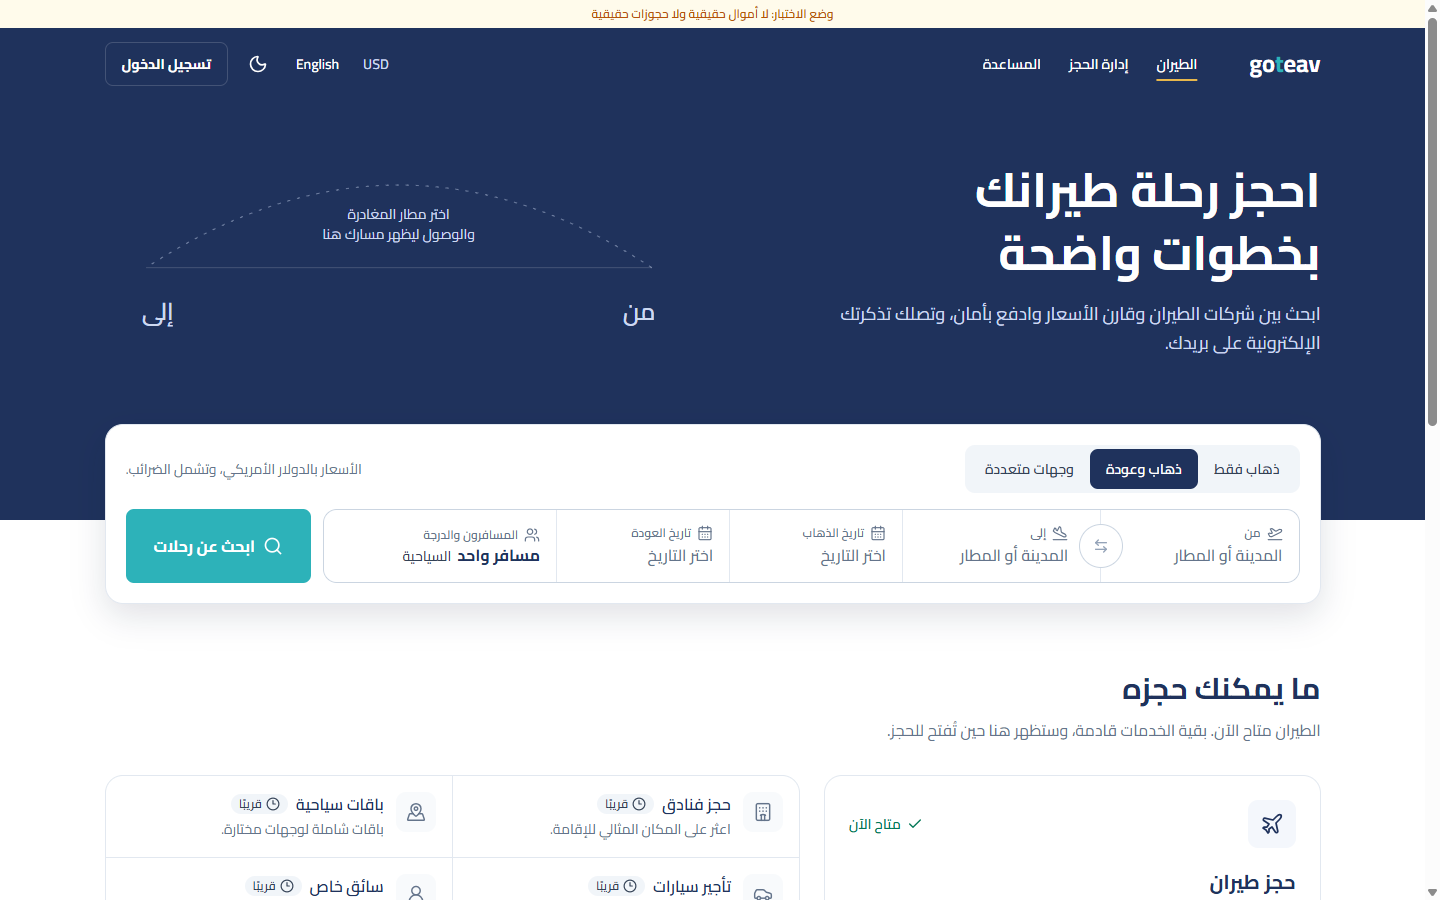 وضع الاختبار: لا أموال حقيقية ولا حجوزات حقيقية
goteav
الطيران
إدارة الحجز
المساعدة
USD
English
تسجيل الدخول
احجز رحلة طيرانك
بخطوات واضحة
ابحث بين شركات الطيران وقارن الأسعار وادفع بأمان، وتصلك تذكرتك
الإلكترونية على بريدك.
اختر مطار المغادرة
والوصول ليظهر مسارك هنا
من
إلى
ذهاب فقط
ذهاب وعودة
وجهات متعددة
الأسعار بالدولار الأمريكي، وتشمل الضرائب.
من
المدينة أو المطار
إلى
المدينة أو المطار
تاريخ الذهاب
اختر التاريخ
تاريخ العودة
اختر التاريخ
المسافرون والدرجة
مسافر واحد السياحية
ابحث عن رحلات
ما يمكنك حجزه
الطيران متاح الآن. بقية الخدمات قادمة، وستظهر هنا حين تُفتح للحجز.
متاح الآن
حجز طيران
حجز فنادق
قريبًا
اعثر على المكان المثالي للإقامة.
باقات سياحية
قريبًا
باقات شاملة لوجهات مختارة.
تأجير سيارات
قريبًا
سائق خاص
قريبًا